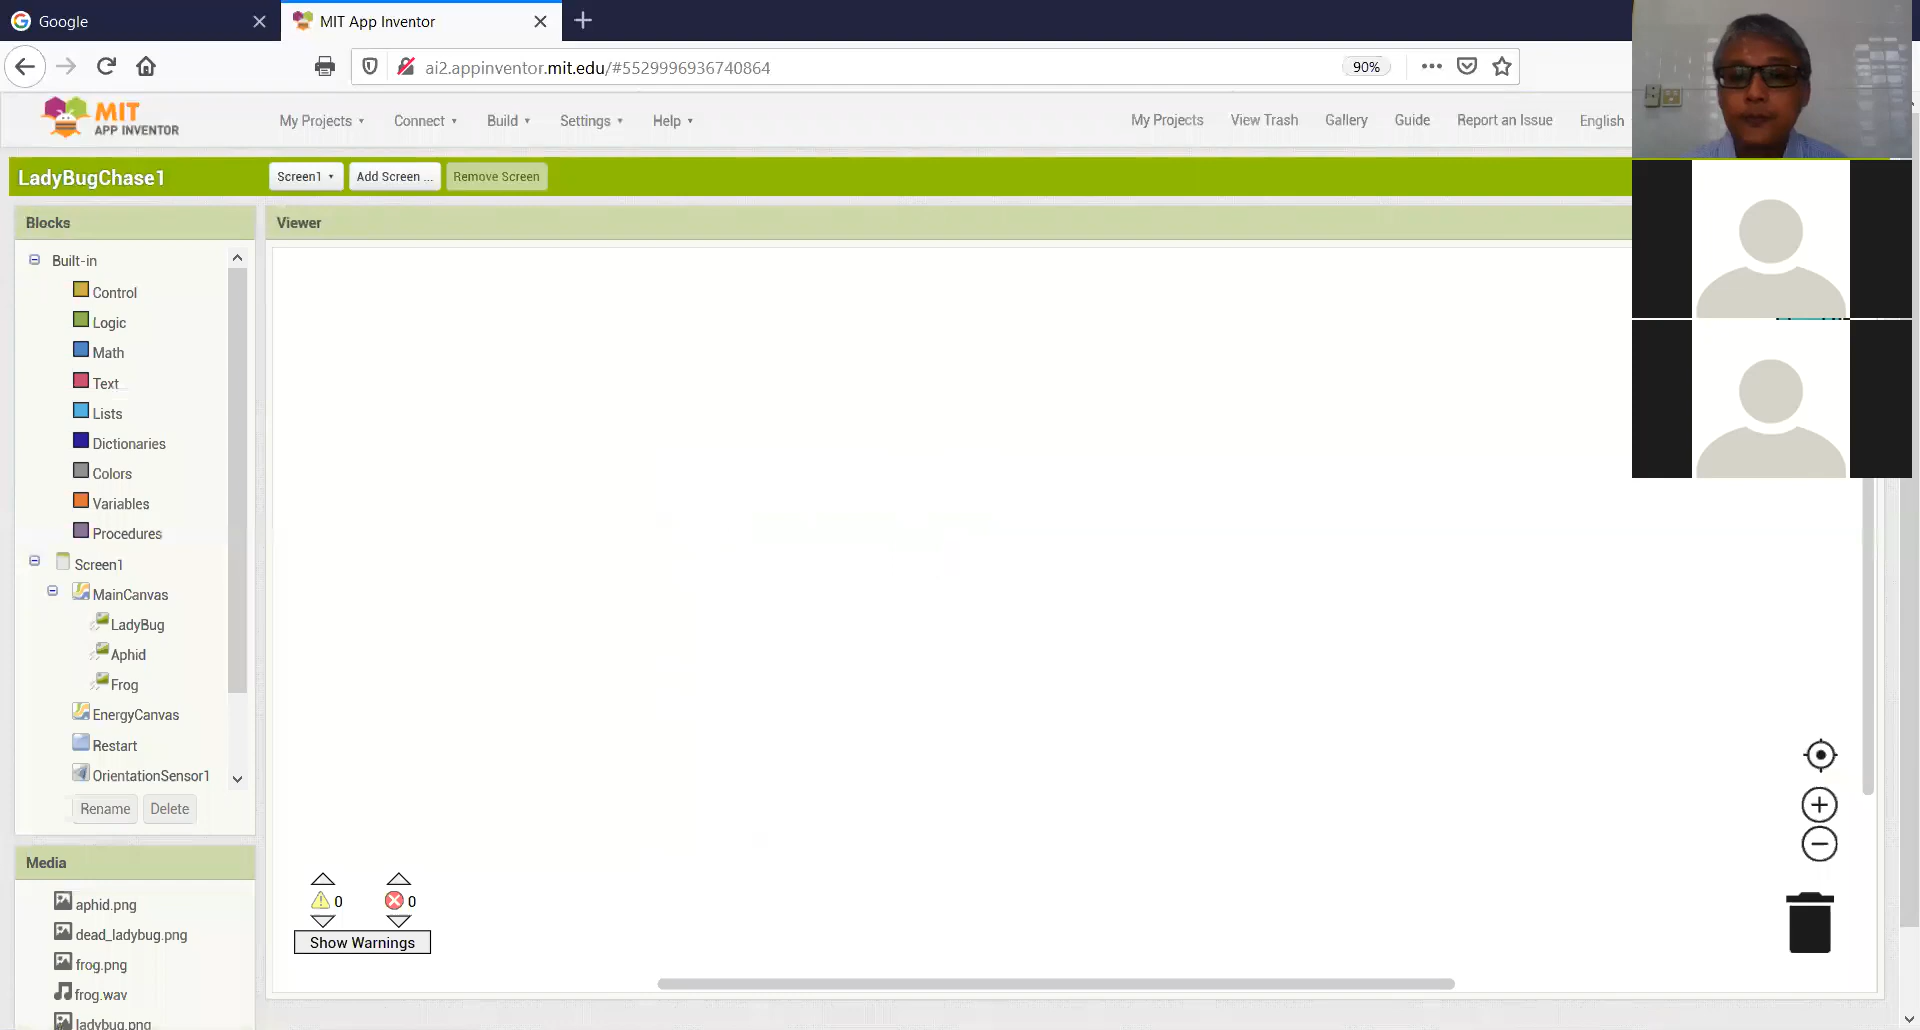 Google
MIT App Inventor
ai2.appinventor.mit.edu/#5529996936740864
90%
MIT
APP INVENTOR
My Projects
Connect
Build
Settings
Help
My Projects
View Trash
Gallery
Guide
Report an Issue
English
LadyBugChase1
Screen1
Add Screen ...
Remove Screen
Blocks
Viewer
Built-in
Control
Logic
Math
Text
Lists
Dictionaries
Colors
Variables
Procedures
Screen1
MainCanvas
LadyBug
Aphid
Frog
EnergyCanvas
Restart
OrientationSensor1
Rename
Delete
Media
aphid.png
dead_ladybug.png
frog.png
frog.wav
ladybug.png
0
0
Show Warnings